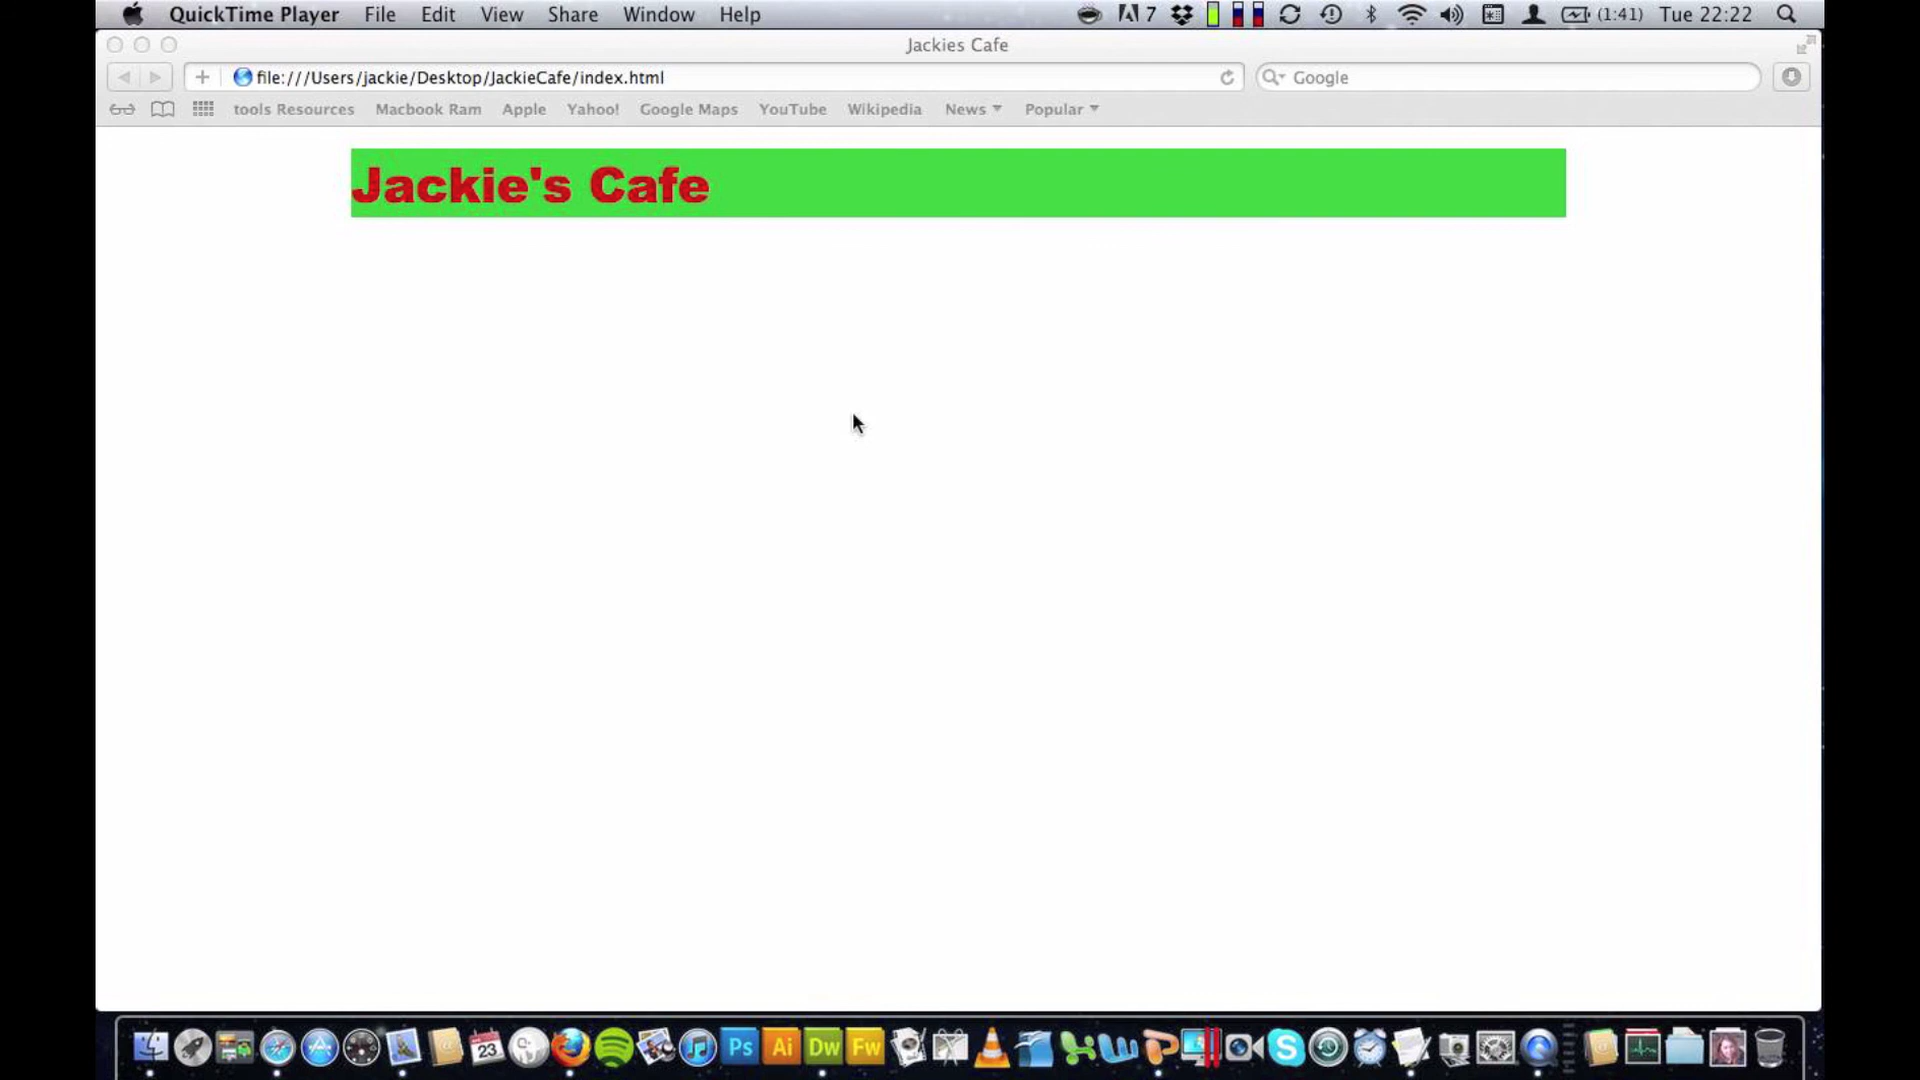 QuickTime Player File Edit View Share Window Help 7 (1:41) Tue 22:22
Jackies Cafe
file:///Users/jackie/Desktop/JackieCafe/index.html Google
tools Resources Macbook Ram Apple Yahoo! Google Maps YouTube Wikipedia News Popular
Jackie's Cafe
23 Ps Ai Dw Fw